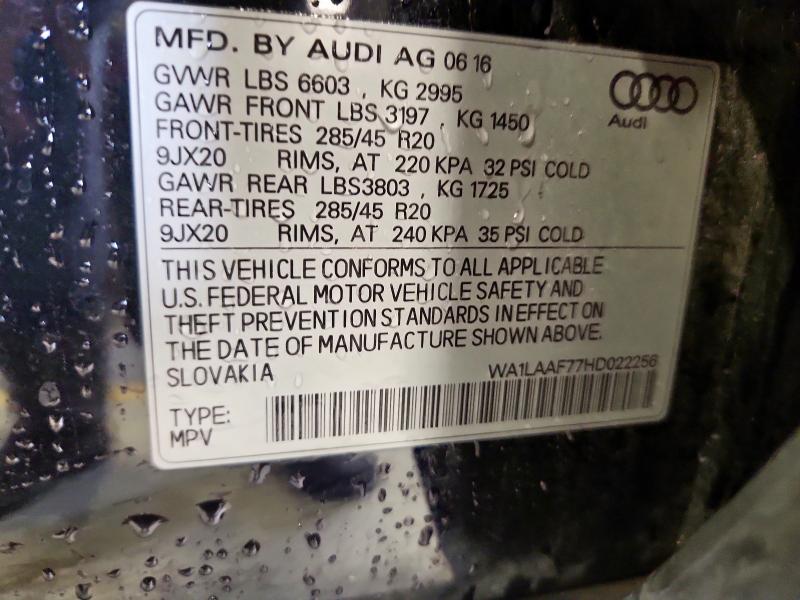 MFD. BY AUDI AG 06 16
GVWR LBS 6603 , KG 2995
GAWR FRONT LBS 3197 , KG 1450
FRONT-TIRES 285/45 R20
9JX20 RIMS, AT 220 KPA 32 PSI COLD
GAWR REAR LBS3803 , KG 1725
REAR-TIRES 285/45 R20
9JX20 RIMS, AT 240 KPA 35 PSI COLD
Audi
THIS VEHICLE CONFORMS TO ALL APPLICABLE
U.S. FEDERAL MOTOR VEHICLE SAFETY AND
THEFT PREVENTION STANDARDS IN EFFECT ON
THE DATE OF MANUFACTURE SHOWN ABOVE.
SLOVAKIA WA1LAAF77HD022256
TYPE:
MPV